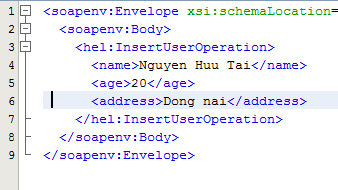 1 <soapenv:Envelope xsi:schemaLocation=
2 <soapenv:Body>
3 <hel:InsertUserOperation>
4 <name>Nguyen Huu Tai</name>
5 <age>20</age>
6 <address>Dong nai</address>
7 </hel:InsertUserOperation>
8 </soapenv:Body>
9 </soapenv:Envelope>